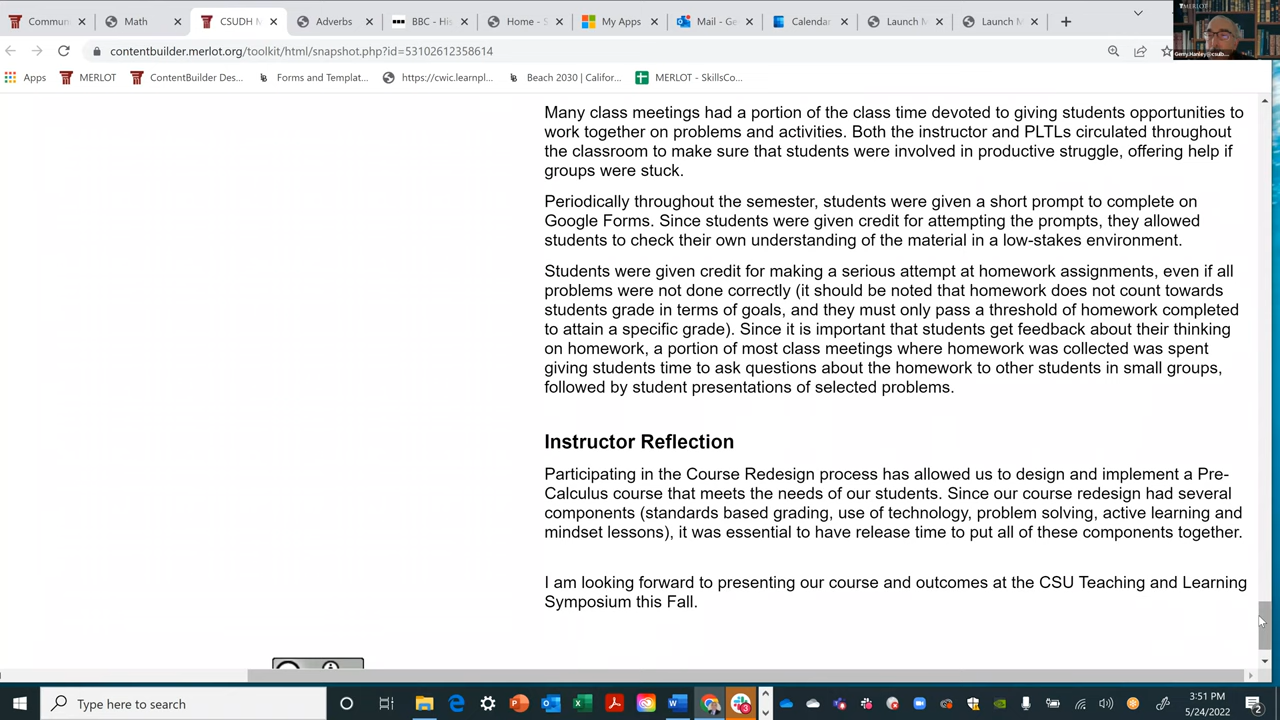 Commun
Math
CSUDH M
Adverbs
BBC - His
Home - S
My Apps
Mail - Ge
Calendar
Launch M
Launch M
contentbuilder.merlot.org/toolkit/html/snapshot.php?id=53102612358614
Apps
MERLOT
ContentBuilder Des...
Forms and Templat...
https://cwic.learnpl...
Beach 2030 | Califor...
MERLOT - SkillsCo...
MERLOT
Gerry.Hanley@csulb....
Many class meetings had a portion of the class time devoted to giving students opportunities to
work together on problems and activities. Both the instructor and PLTLs circulated throughout
the classroom to make sure that students were involved in productive struggle, offering help if
groups were stuck.
Periodically throughout the semester, students were given a short prompt to complete on
Google Forms. Since students were given credit for attempting the prompts, they allowed
students to check their own understanding of the material in a low-stakes environment.
Students were given credit for making a serious attempt at homework assignments, even if all
problems were not done correctly (it should be noted that homework does not count towards
students grade in terms of goals, and they must only pass a threshold of homework completed
to attain a specific grade). Since it is important that students get feedback about their thinking
on homework, a portion of most class meetings where homework was collected was spent
giving students time to ask questions about the homework to other students in small groups,
followed by student presentations of selected problems.
Instructor Reflection
Participating in the Course Redesign process has allowed us to design and implement a Pre-
Calculus course that meets the needs of our students. Since our course redesign had several
components (standards based grading, use of technology, problem solving, active learning and
mindset lessons), it was essential to have release time to put all of these components together.
I am looking forward to presenting our course and outcomes at the CSU Teaching and Learning
Symposium this Fall.
Type here to search
3:51 PM
5/24/2022
2